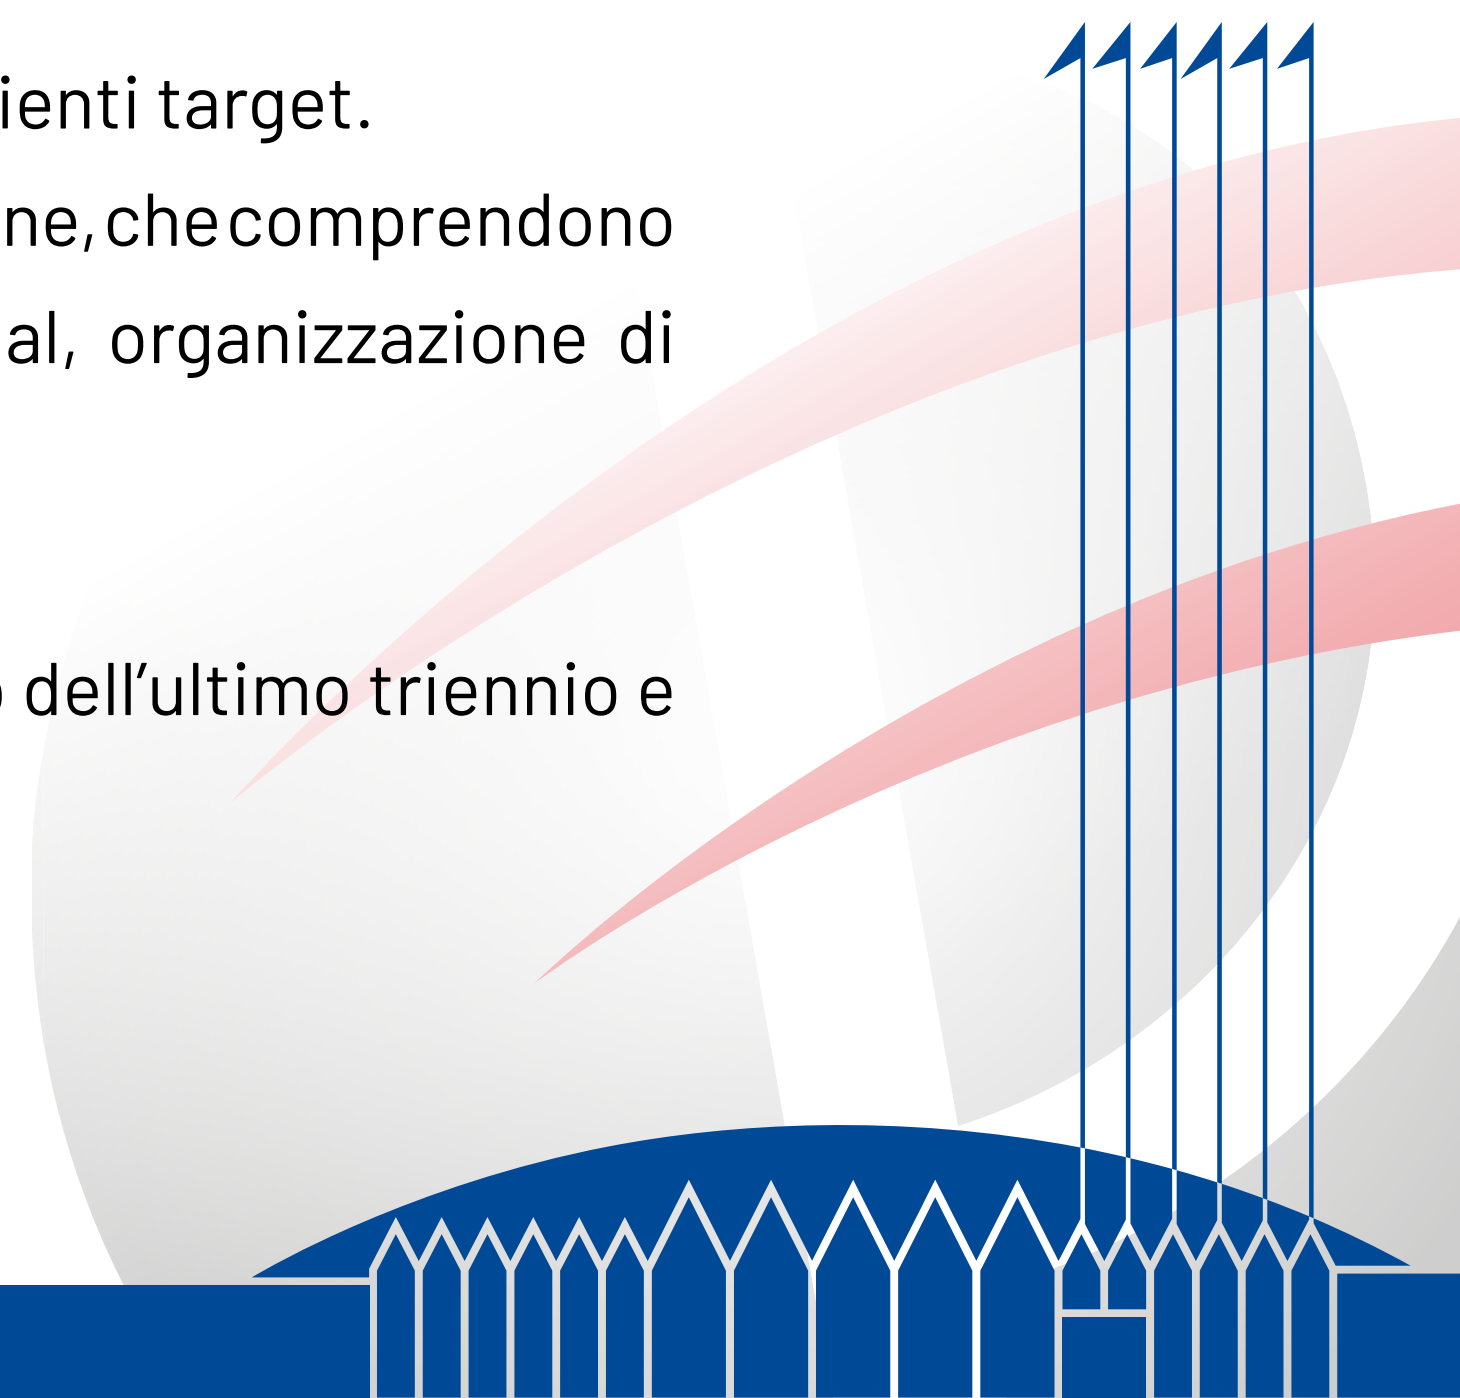 ienti target.
ne, che comprendono
al, organizzazione di
dell’ultimo triennio e